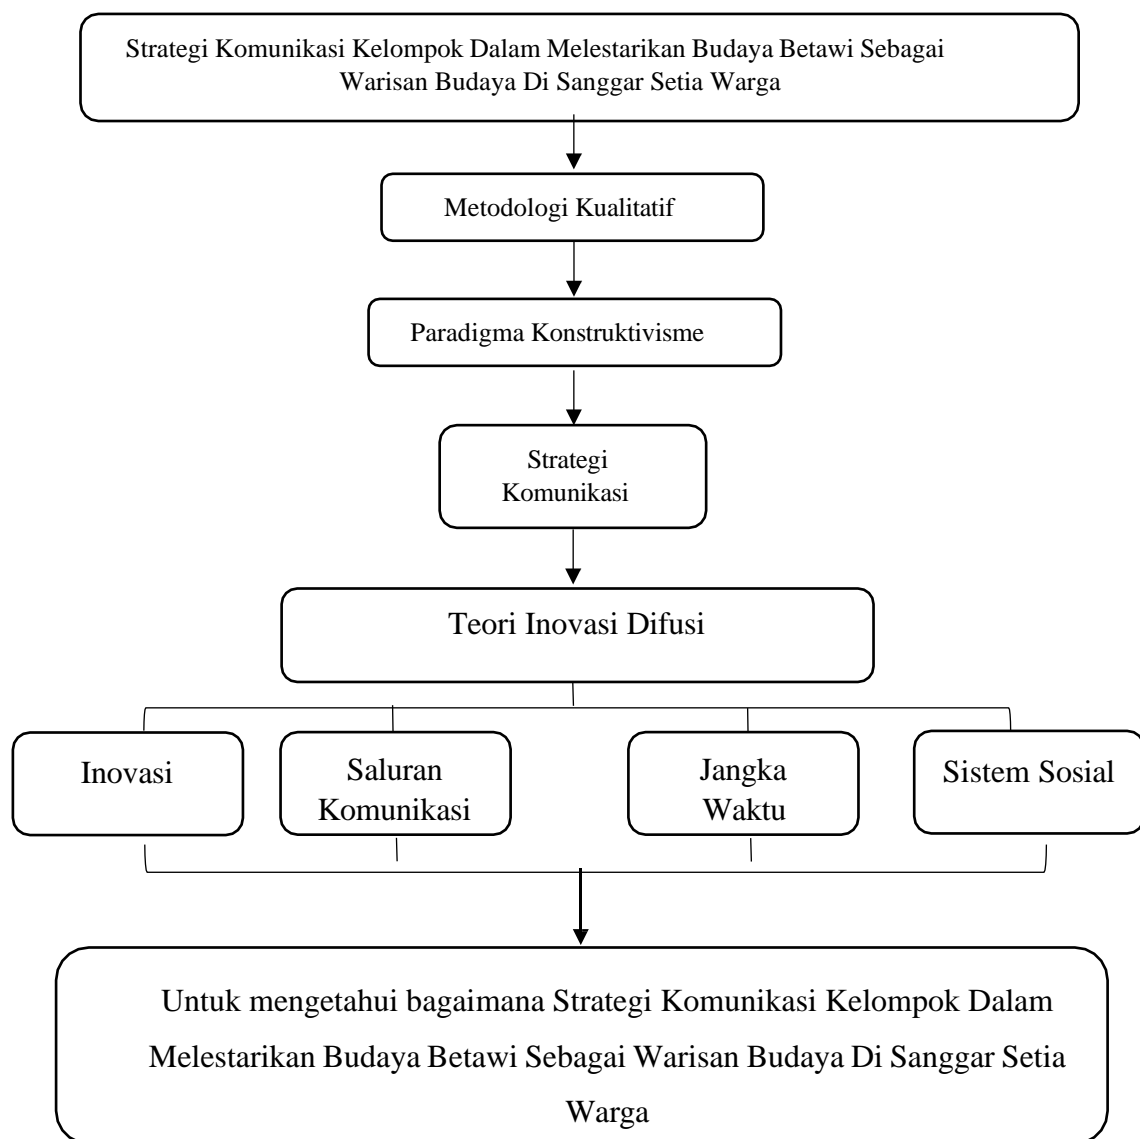 Strategi Komunikasi Kelompok Dalam Melestarikan Budaya Betawi Sebagai
Warisan Budaya Di Sanggar Setia Warga
Metodologi Kualitatif
Paradigma Konstruktivisme
Strategi
Komunikasi
Teori Inovasi Difusi
Inovasi
Saluran
Komunikasi
Jangka
Waktu
Sistem Sosial
Untuk mengetahui bagaimana Strategi Komunikasi Kelompok Dalam
Melestarikan Budaya Betawi Sebagai Warisan Budaya Di Sanggar Setia
Warga